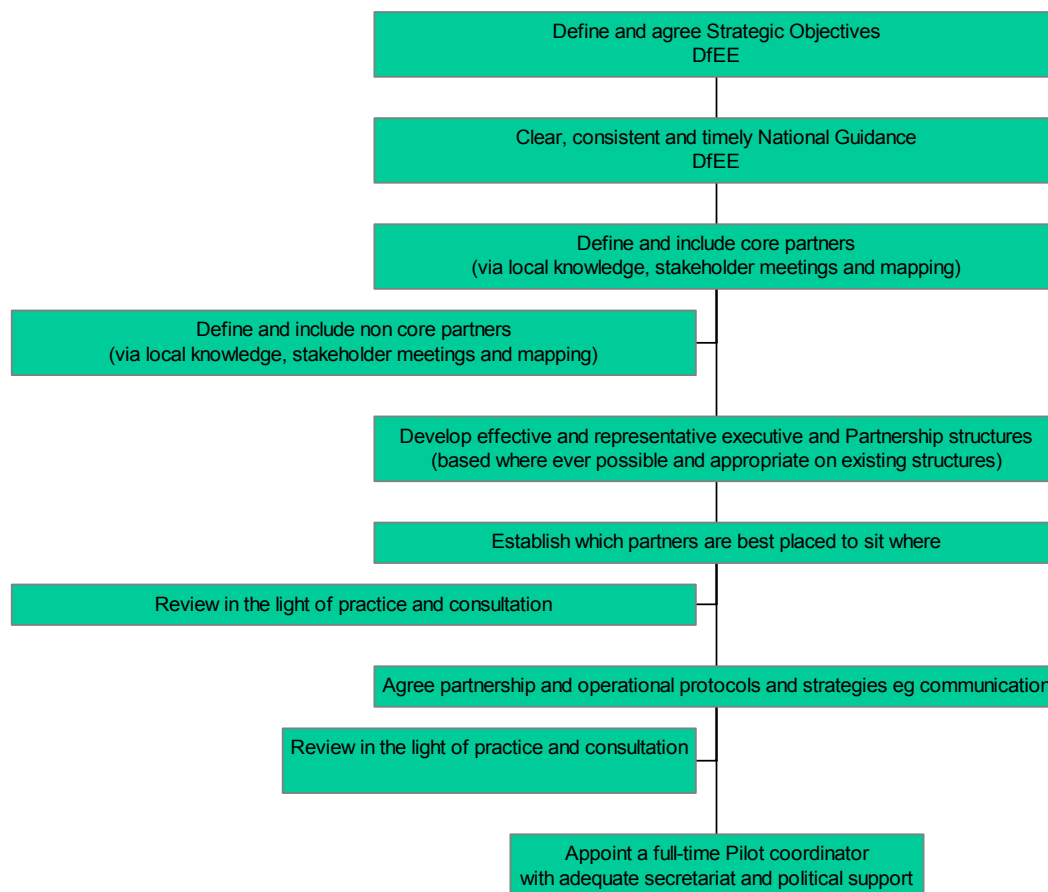 Define and agree Strategic Objectives
DfEE
Clear, consistent and timely National Guidance
DfEE
Define and include core partners
(via local knowledge, stakeholder meetings and mapping)
Define and include non core partners
(via local knowledge, stakeholder meetings and mapping)
Develop effective and representative executive and Partnership structures
(based where ever possible and appropriate on existing structures)
Establish which partners are best placed to sit where
Review in the light of practice and consultation
Agree partnership and operational protocols and strategies eg communication
Review in the light of practice and consultation
Appoint a full-time Pilot coordinator
with adequate secretariat and political support